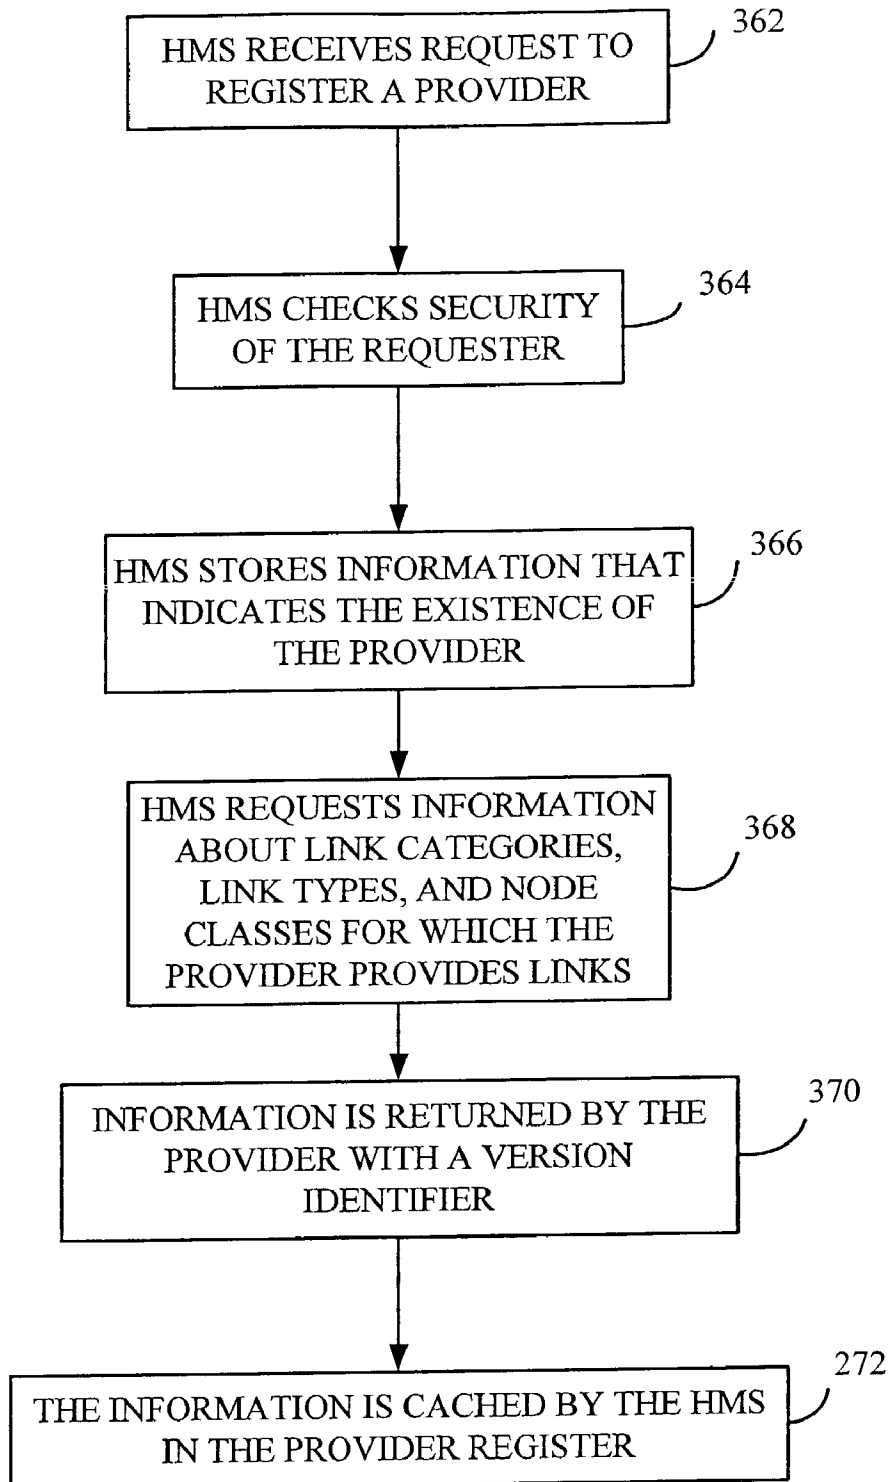 HMS RECEIVES REQUEST TO
REGISTER A PROVIDER
362
HMS CHECKS SECURITY
OF THE REQUESTER
364
HMS STORES INFORMATION THAT
INDICATES THE EXISTENCE OF
THE PROVIDER
366
HMS REQUESTS INFORMATION
ABOUT LINK CATEGORIES,
LINK TYPES, AND NODE
CLASSES FOR WHICH THE
PROVIDER PROVIDES LINKS
368
INFORMATION IS RETURNED BY THE
PROVIDER WITH A VERSION
IDENTIFIER
370
THE INFORMATION IS CACHED BY THE HMS
IN THE PROVIDER REGISTER
272